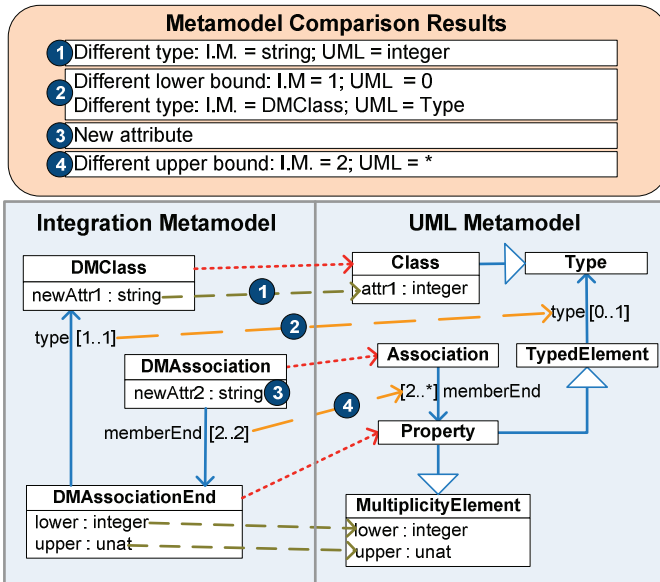 Metamodel Comparison Results
1 Different type: I.M. = string; UML = integer
2 Different lower bound: I.M = 1; UML = 0
Different type: I.M. = DMClass; UML = Type
3 New attribute
4 Different upper bound: I.M. = 2; UML = *
Integration Metamodel
UML Metamodel
DMClass
newAttr1 : string
1
Class
attr1 : integer
Type
type [1..1]
2
type [0..1]
DMAssociation
newAttr2 : string
3
Association
TypedElement
memberEnd [2..2]
4
[2..*] memberEnd
Property
DMAssociationEnd
lower : integer
upper : unat
MultiplicityElement
lower : integer
upper : unat